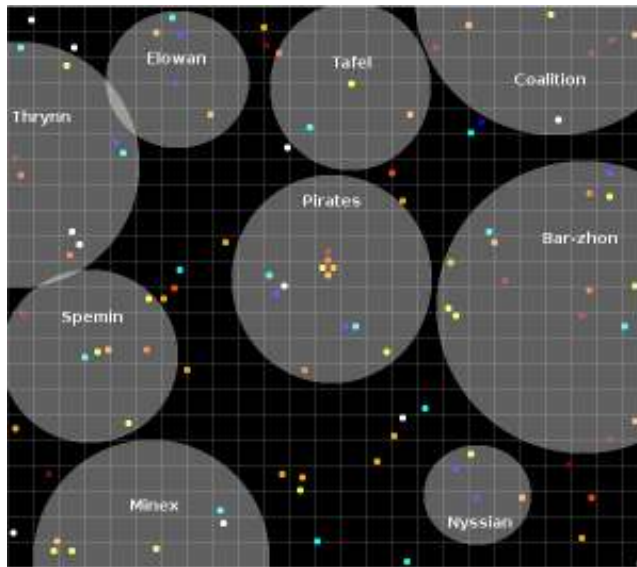 Elowan
Tafel
Coalition
Thrynn
Pirates
Bar-zhon
Spemin
Minex
Nyssian